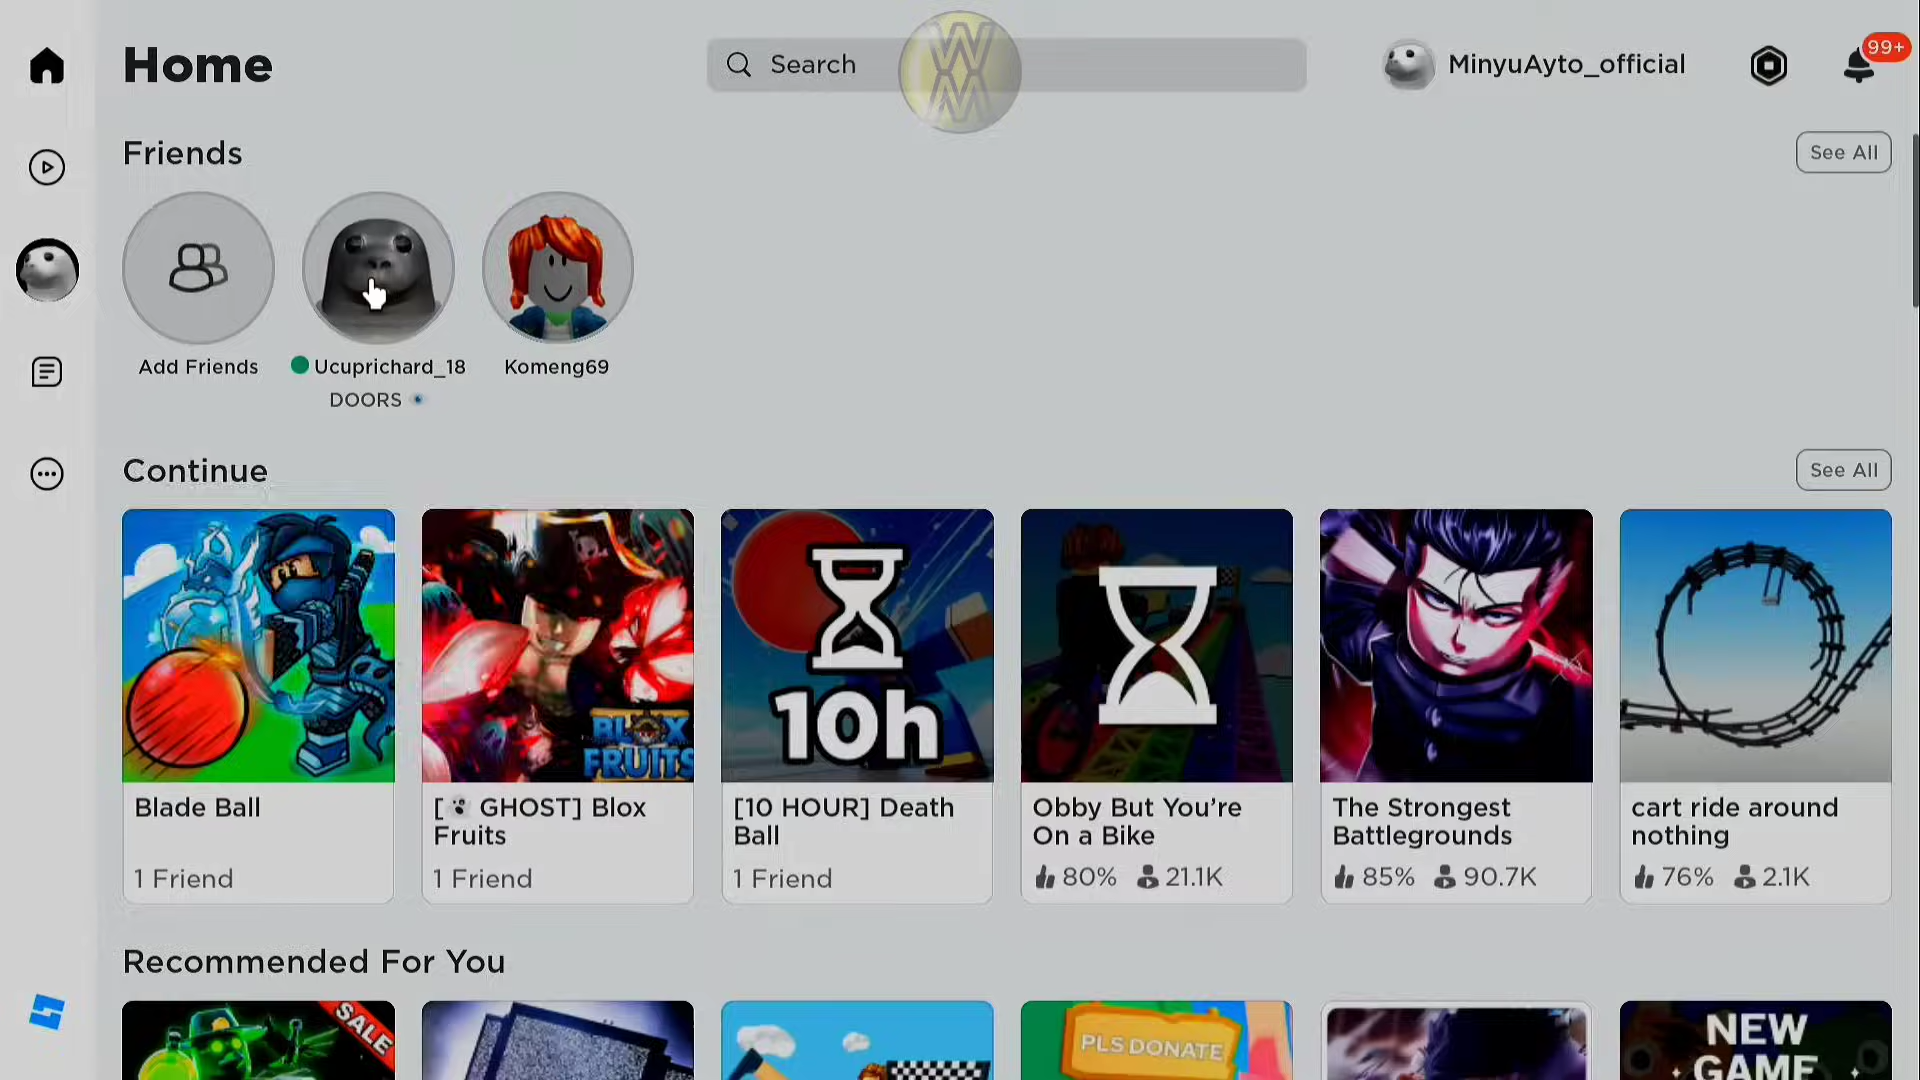 Home
Search
MinyuAyto_official
99+
Friends
See All
Add Friends
Ucuprichard_18
Komeng69
DOORS
Continue
See All
BLOX
FRUITS
10h
Blade Ball
[👻 GHOST] Blox
Fruits
[10 HOUR] Death
Ball
Obby But You’re
On a Bike
The Strongest
Battlegrounds
cart ride around
nothing
1 Friend
1 Friend
1 Friend
80% 21.1K
85% 90.7K
76% 2.1K
Recommended For You
SALE
PLS DONATE
NEW
GAME